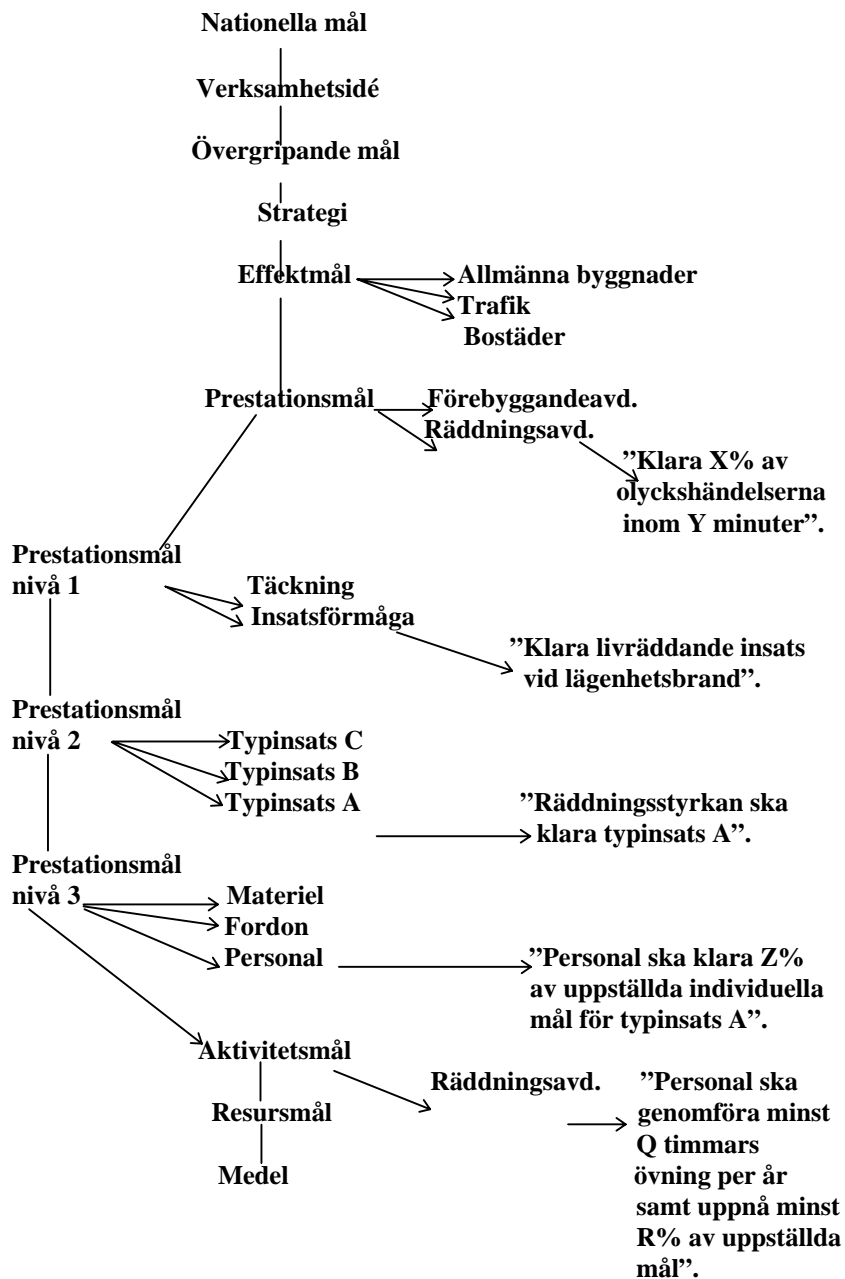 Nationella mål
Verksamhetsidé
Övergripande mål
Strategi
Effektmål
Allmänna byggnader
Trafik
Bostäder
Prestationsmål
Förebyggandeavd.
Räddningsavd.
”Klara X% av
olyckshändelserna
inom Y minuter”.
Prestationsmål
nivå 1
Täckning
Insatsförmåga
”Klara livräddande insats
vid lägenhetsbrand”.
Prestationsmål
nivå 2
Typinsats C
Typinsats B
Typinsats A
”Räddningsstyrkan ska
klara typinsats A”.
Prestationsmål
nivå 3
Materiel
Fordon
Personal
”Personal ska klara Z%
av uppställda individuella
mål för typinsats A”.
Aktivitetsmål
Räddningsavd.
”Personal ska
genomföra minst
Q timmars
övning per år
samt uppnå minst
R% av uppställda
mål”.
Resursmål
Medel